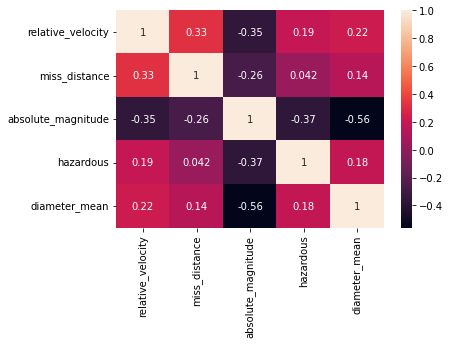 relative_velocity 1 0.33 -0.35 0.19 0.22
miss_distance 0.33 1 -0.26 0.042 0.14
absolute_magnitude -0.35 -0.26 1 -0.37 -0.56
hazardous 0.19 0.042 -0.37 1 0.18
diameter_mean 0.22 0.14 -0.56 0.18 1
relative_velocity
miss_distance
absolute_magnitude
hazardous
diameter_mean
1.0
0.8
0.6
0.4
0.2
0.0
-0.2
-0.4